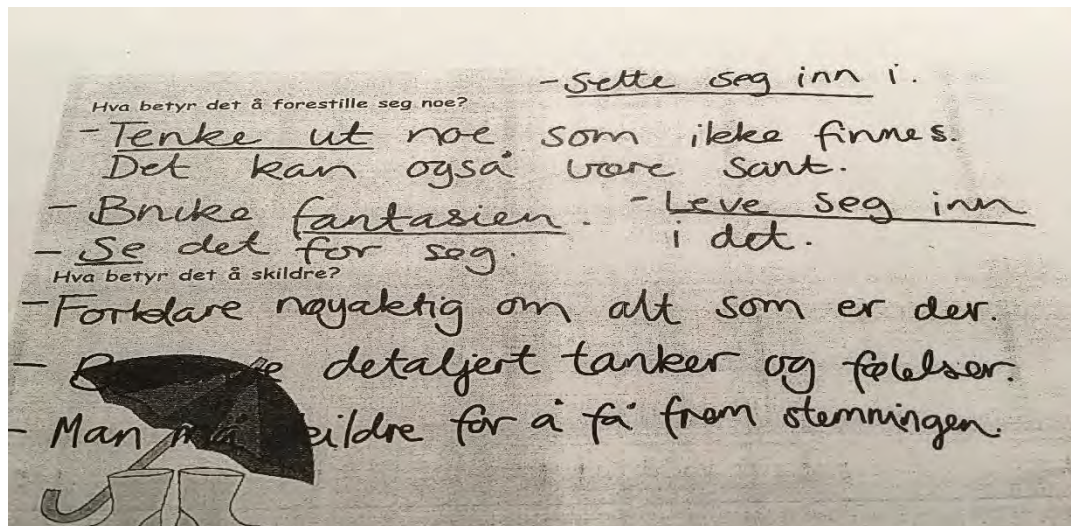 - Sette seg inn i.
Hva betyr det å forestille seg noe?
- Tenke ut noe som ikke finnes.
Det kan også være sant.
- Bruke fantasien. - Leve seg inn
i det.
- Se det for seg.
Hva betyr det å skildre?
- Forklare nøyaktig om alt som er der.
- detaljert tanker og følelser.
- Man må skildre for å få frem stemningen.